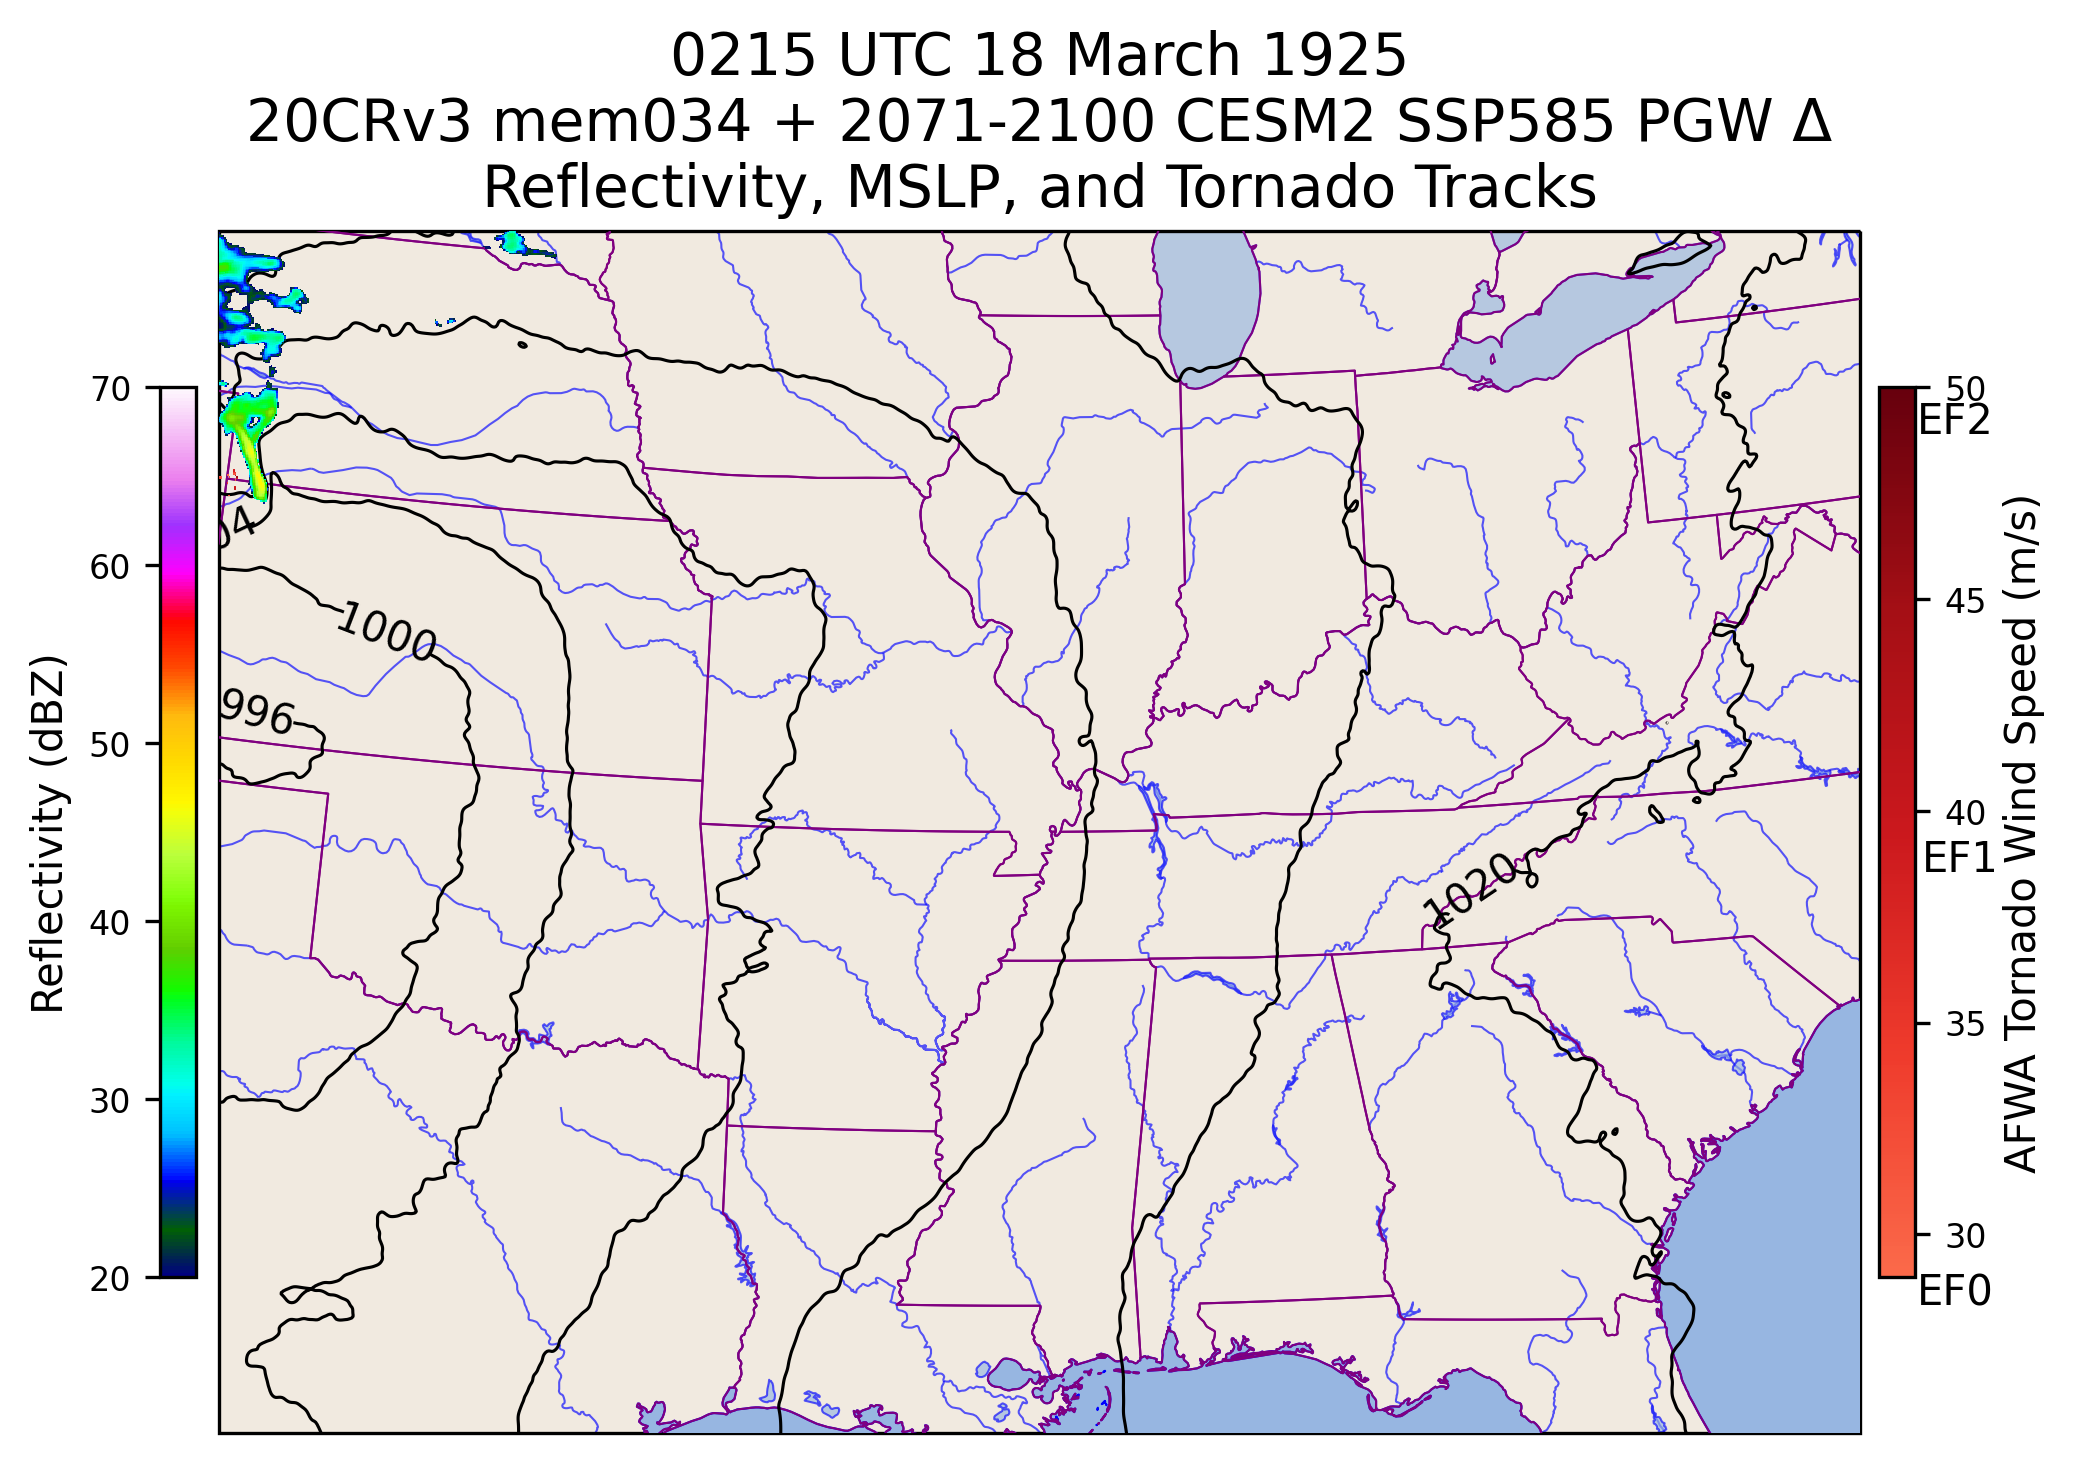 0215 UTC 18 March 1925
20CRv3 mem034 + 2071-2100 CESM2 SSP585 PGW Δ
Reflectivity, MSLP, and Tornado Tracks
70
60
50
40
30
20
Reflectivity (dBZ)
04
1000
996
1020
50
EF2
45
40
EF1
35
30
EF0
AFWA Tornado Wind Speed (m/s)